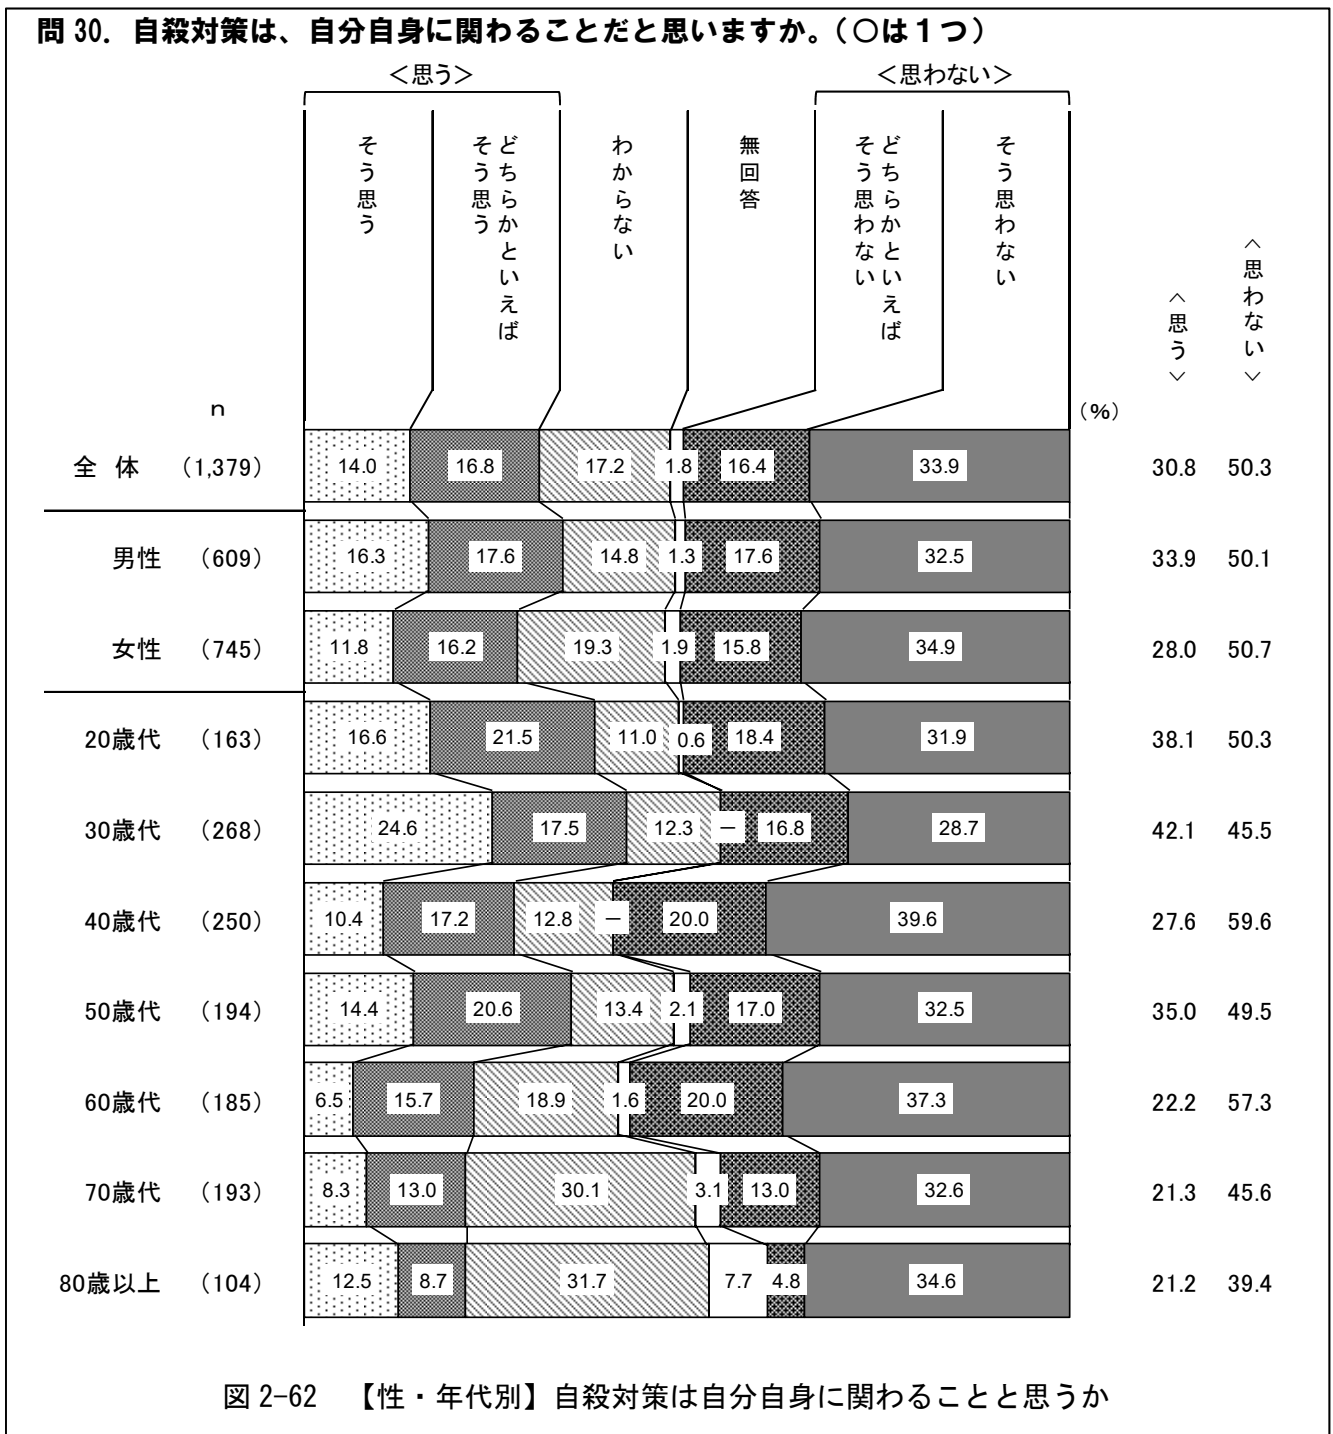 問 30. 自殺対策は、自分自身に関わることだと思いますか。(○は１つ)
＜思う＞ ＜思わない＞
そう思う
どちらかといえば
そう思う
わからない
無回答
どちらかといえば
そう思わない
そう思わない
＜思う＞
＜思わない＞
n (%)
全 体 (1,379) 14.0 16.8 17.2 1.8 16.4 33.9 30.8 50.3
男性 (609) 16.3 17.6 14.8 1.3 17.6 32.5 33.9 50.1
女性 (745) 11.8 16.2 19.3 1.9 15.8 34.9 28.0 50.7
20歳代 (163) 16.6 21.5 11.0 0.6 18.4 31.9 38.1 50.3
30歳代 (268) 24.6 17.5 12.3 － 16.8 28.7 42.1 45.5
40歳代 (250) 10.4 17.2 12.8 － 20.0 39.6 27.6 59.6
50歳代 (194) 14.4 20.6 13.4 2.1 17.0 32.5 35.0 49.5
60歳代 (185) 6.5 15.7 18.9 1.6 20.0 37.3 22.2 57.3
70歳代 (193) 8.3 13.0 30.1 3.1 13.0 32.6 21.3 45.6
80歳以上 (104) 12.5 8.7 31.7 7.7 4.8 34.6 21.2 39.4
図 2-62 【性・年代別】自殺対策は自分自身に関わることと思うか